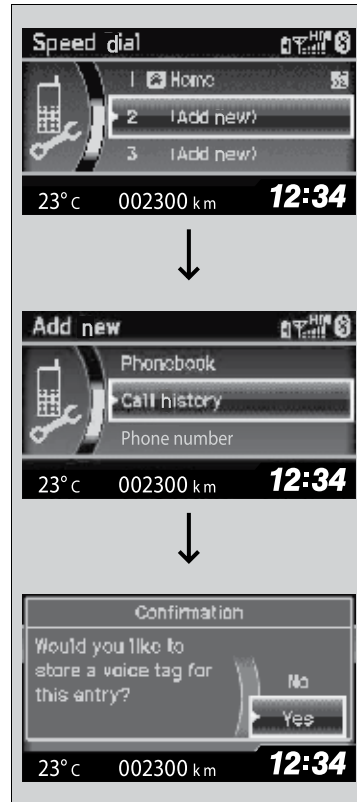 Speed dial
1 Home
2 (Add new)
3 (Add new)
23°c 002300 km 12:34
Add new
Phonebook
Call history
Phone number
23°c 002300 km 12:34
Confirmation
Would you like to
store a voice tag for
this entry?
No
Yes
23°c 002300 km 12:34